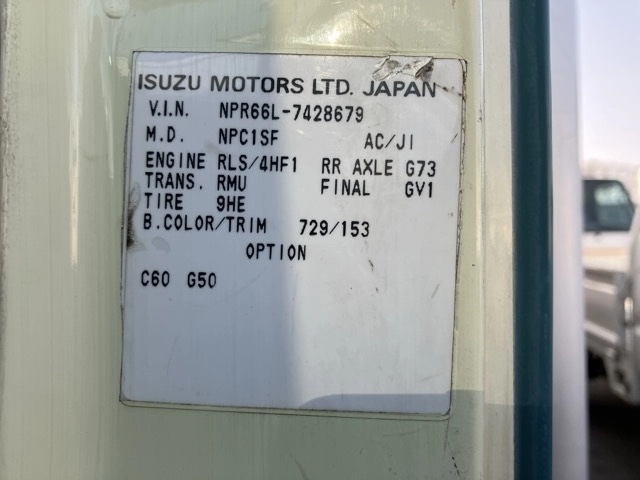 ISUZU MOTORS LTD. JAPAN
V.I.N. NPR66L-7428679
M.D. NPC1SF AC/JI
ENGINE RLS/4HF1 RR AXLE G73
TRANS. RMU FINAL GV1
TIRE 9HE
B.COLOR/TRIM 729/153
OPTION
C60 G50